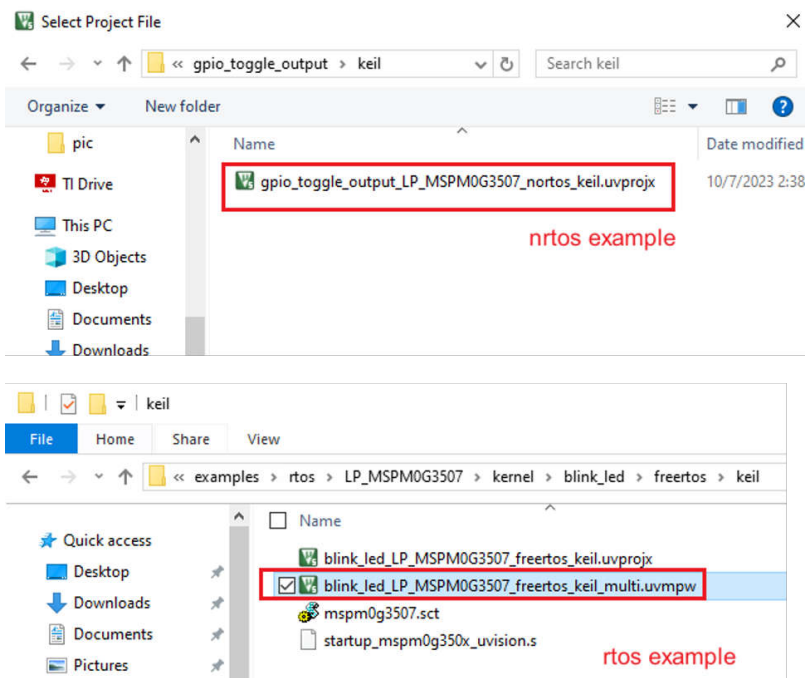 Select Project File
« gpio_toggle_output › keil
Search keil
Organize
New folder
pic
Name
Date modified
TI Drive
gpio_toggle_output_LP_MSPM0G3507_nortos_keil.uvprojx
10/7/2023 2:38
This PC
nrtos example
3D Objects
Desktop
Documents
Downloads
keil
File
Home
Share
View
« examples › rtos › LP_MSPM0G3507 › kernel › blink_led › freertos › keil
Name
Quick access
blink_led_LP_MSPM0G3507_freertos_keil.uvprojx
Desktop
blink_led_LP_MSPM0G3507_freertos_keil_multi.uvmpw
Downloads
mspm0g3507.sct
Documents
startup_mspm0g350x_uvision.s
rtos example
Pictures